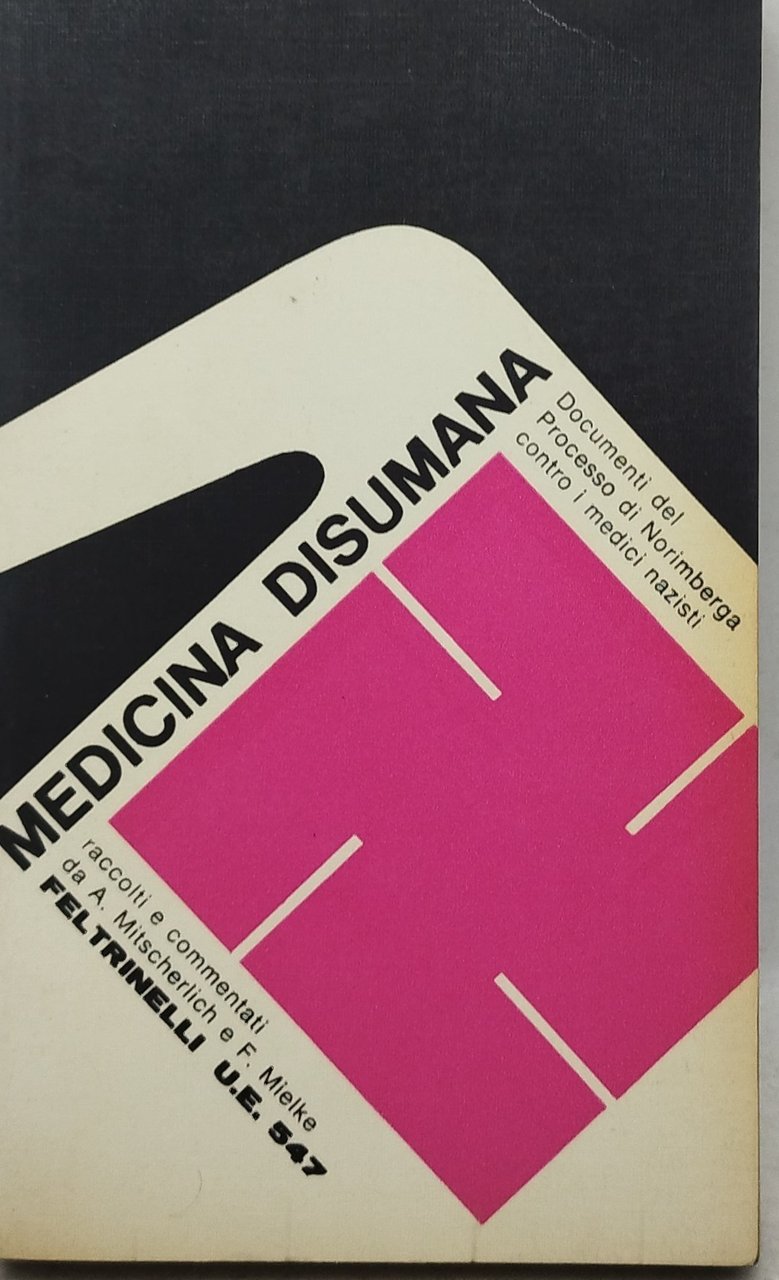 MEDICINA DISUMANA
Documenti del
Processo di Norimberga
contro i medici nazisti
raccolti e commentati
da A. Mitscherlich e F. Mielke
FELTRINELLI U.E. 547